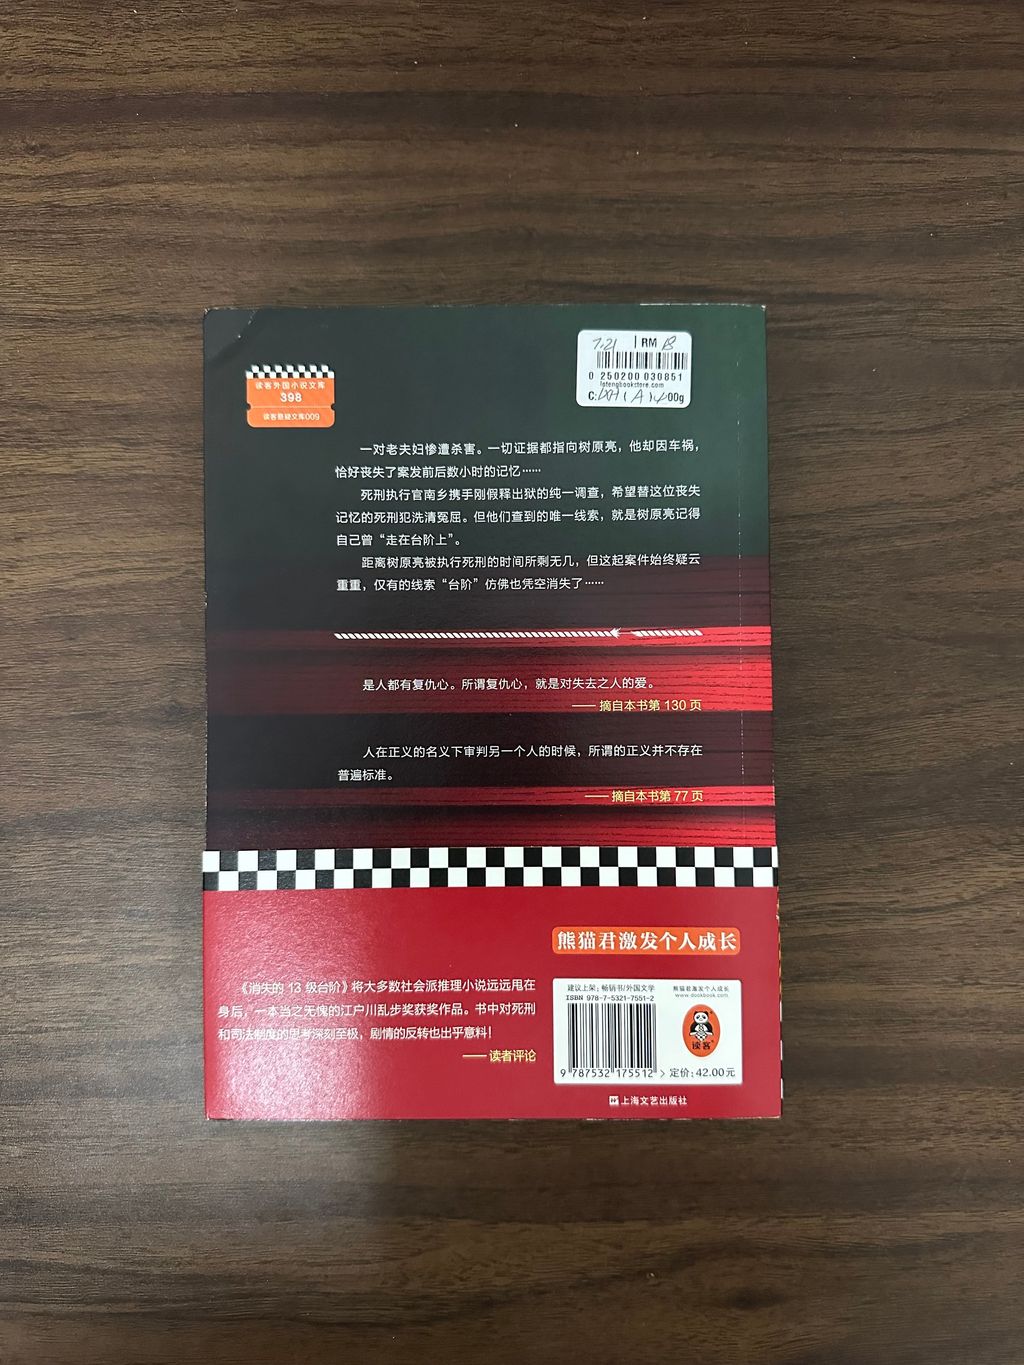 RM
0 250200 030851
C:
00g
读客外国小说文库
398
读客悬疑文库009
一对老夫妇惨遭杀害。一切证据都指向树原亮，他却因车祸，
恰好丧失了案发前后数小时的记忆……
死刑执行官南乡携手刚假释出狱的纯一调查，希望替这位丧失
记忆的死刑犯洗清冤屈。但他们查到的唯一线索，就是树原亮记得
自己曾“走在台阶上”。
距离树原亮被执行死刑的时间所剩无几，但这起案件始终疑云
重重，仅有的线索“台阶”仿佛也凭空消失了……
是人都有复仇心。所谓复仇心，就是对失去之人的爱。
——摘自本书第 130 页
人在正义的名义下审判另一个人的时候，所谓的正义并不存在
普遍标准。
——摘自本书第 77 页
熊猫君激发个人成长
《消失的 13 级台阶》将大多数社会派推理小说远远甩在
身后，一本当之无愧的江户川乱步奖获奖作品。书中对死刑
和司法制度的思考深刻至极，剧情的反转也出乎意料！
——读者评论
建议上架：畅销书/外国文学
ISBN 978-7-5321-7551-2
9 787532 175512 >
熊猫君激发个人成长
www.dookbook.com
读客
定价：42.00元
上海文艺出版社